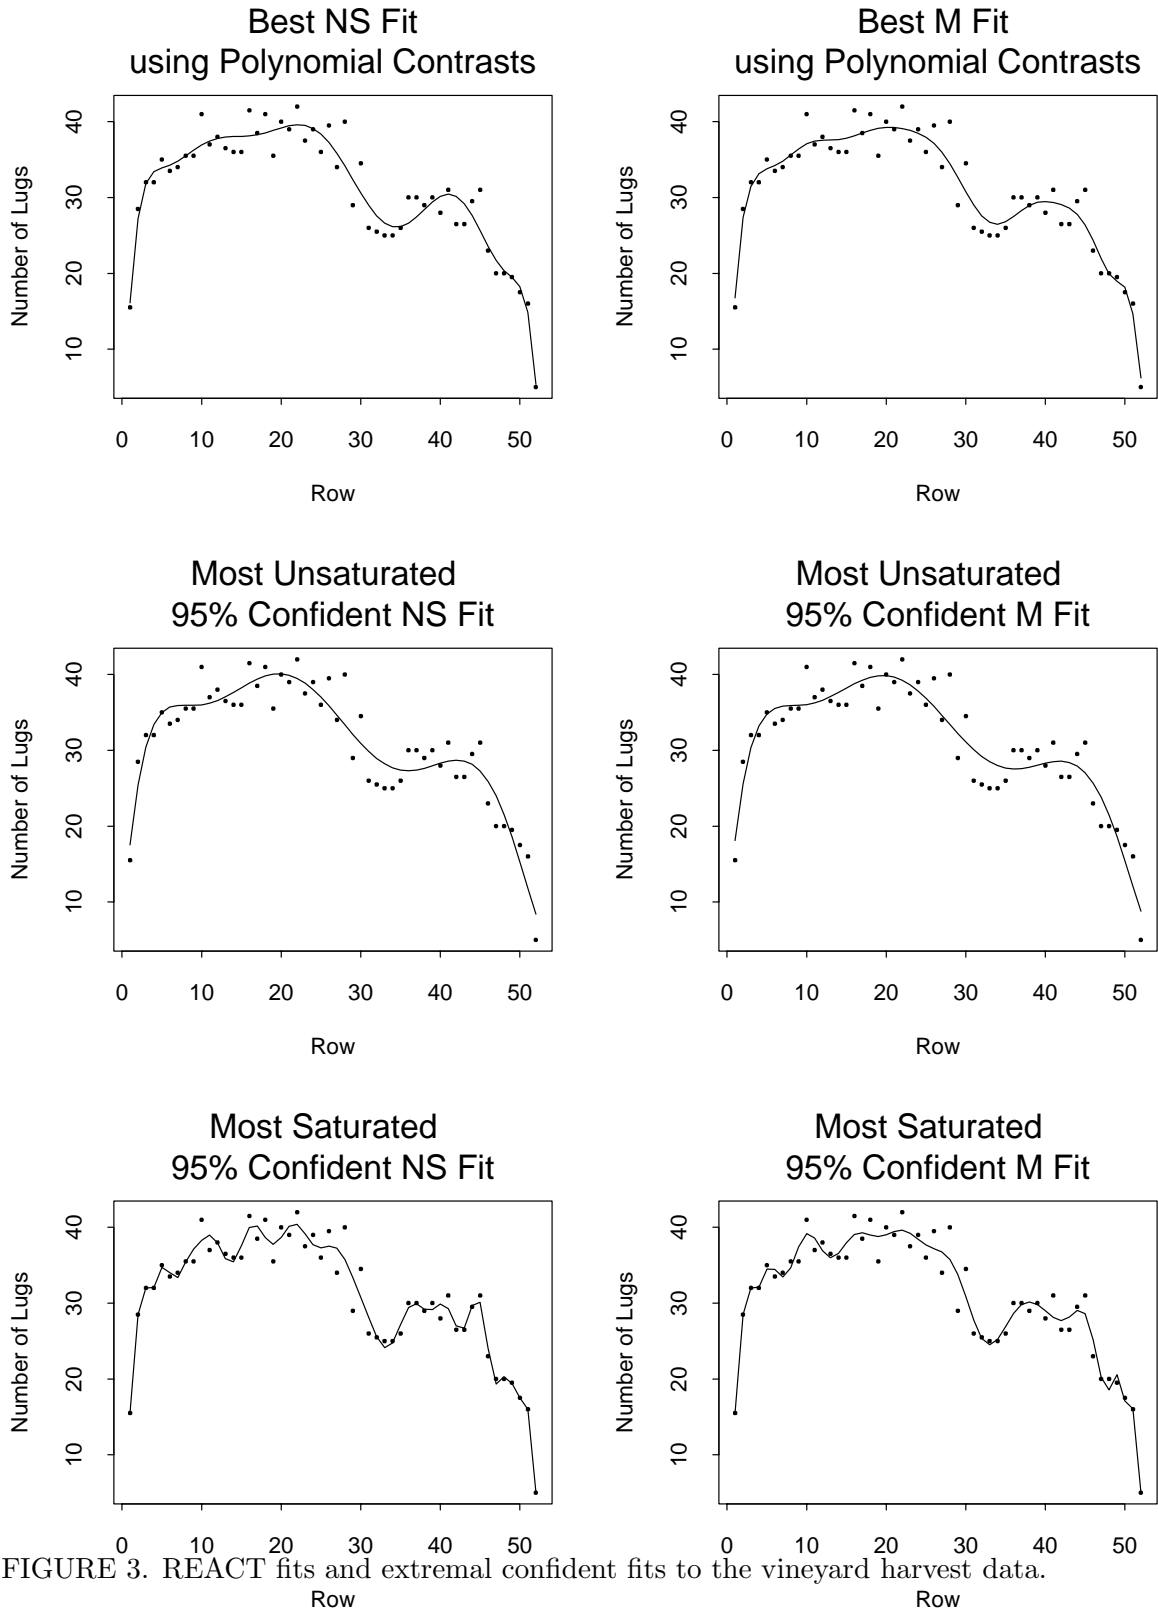 Best NS Fit
using Polynomial Contrasts
Number of Lugs
10 20 30 40
0 10 20 30 40 50
Row
Best M Fit
using Polynomial Contrasts
Number of Lugs
10 20 30 40
0 10 20 30 40 50
Row
Most Unsaturated
95% Confident NS Fit
Number of Lugs
10 20 30 40
0 10 20 30 40 50
Row
Most Unsaturated
95% Confident M Fit
Number of Lugs
10 20 30 40
0 10 20 30 40 50
Row
Most Saturated
95% Confident NS Fit
Number of Lugs
10 20 30 40
0 10 20 30 40 50
Row
Most Saturated
95% Confident M Fit
Number of Lugs
10 20 30 40
0 10 20 30 40 50
Row
FIGURE 3. REACT fits and extremal confident fits to the vineyard harvest data.